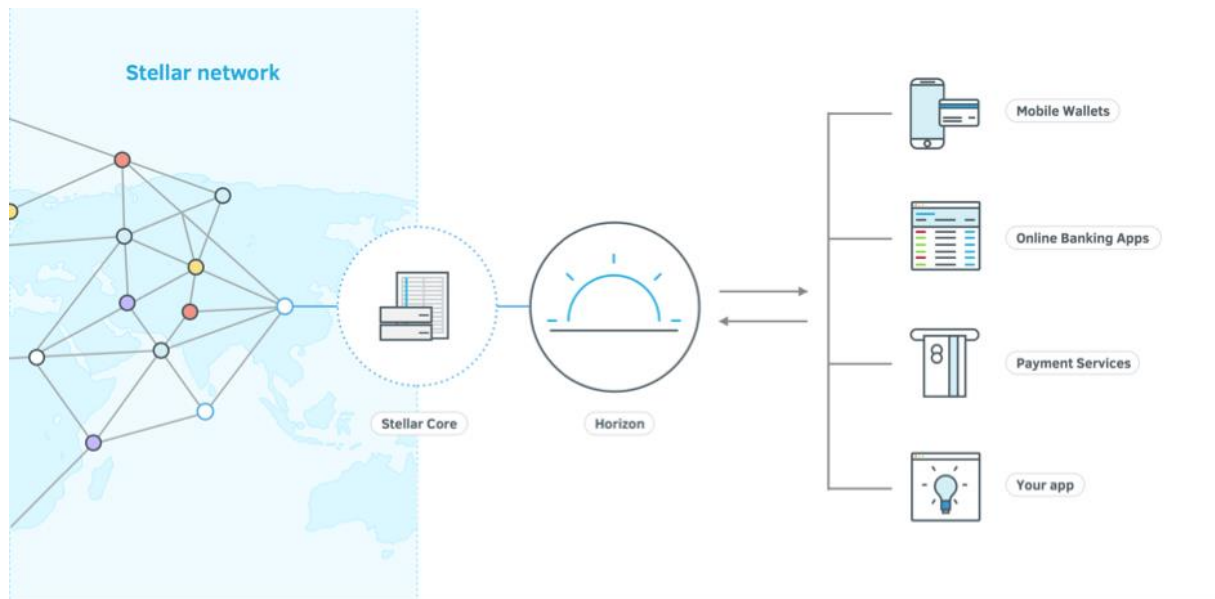 Stellar network
Mobile Wallets
Online Banking Apps
Payment Services
Stellar Core
Horizon
Your app